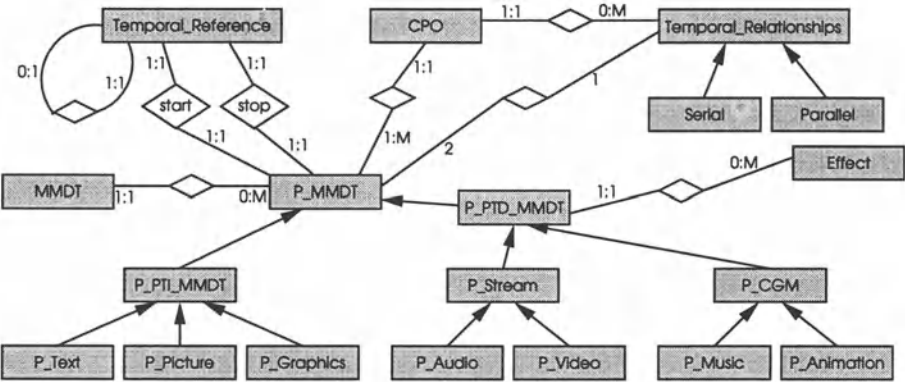 Temporal_Reference
CPO
1:1
0:M
Temporal_Relationships
0:1
1:1
1:1
1:1
1:1
1
start
stop
Serial
Parallel
1:1
1:1
1:M
2
MMDT
1:1
0:M
P_MMDT
P_PTD_MMDT
1:1
0:M
Effect
P_PTI_MMDT
P_Stream
P_CGM
P_Text
P_Picture
P_Graphics
P_Audio
P_Video
P_Music
P_Animation